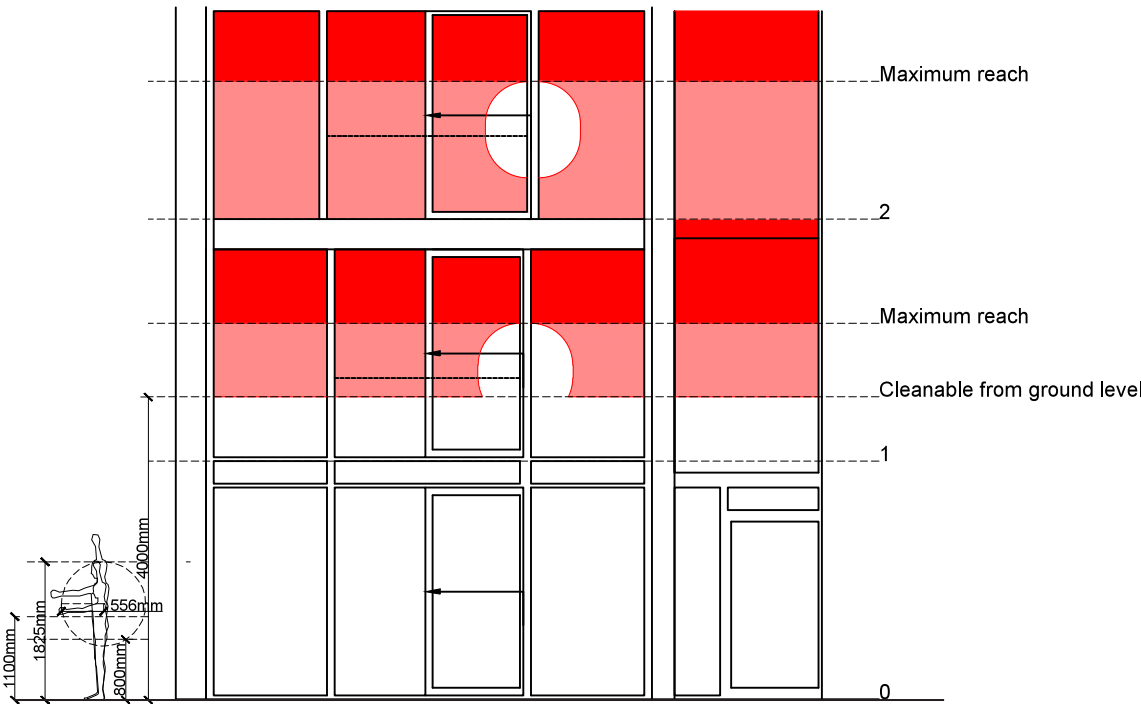 Maximum reach
2
Maximum reach
Cleanable from ground level
1
4000mm
556mm
1825mm
1100mm
800mm
0